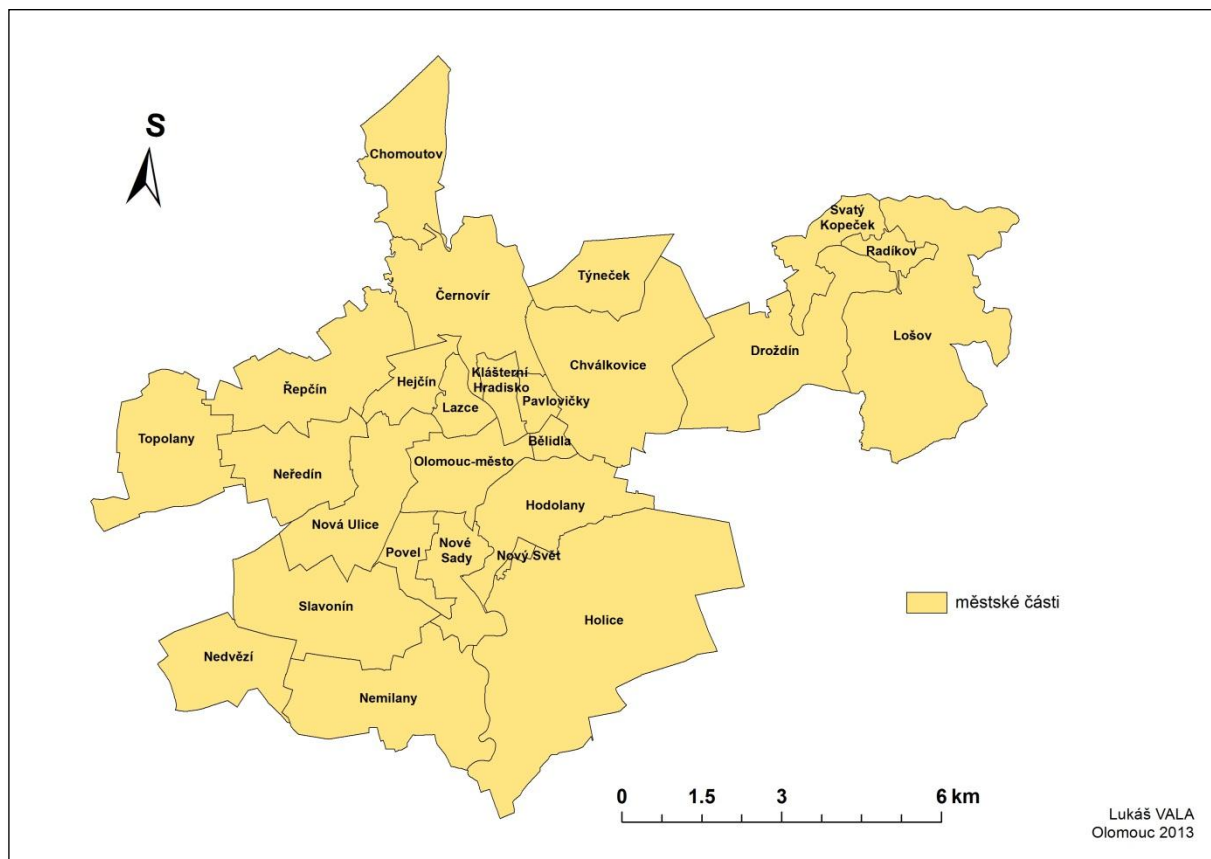 S
Chomoutov
Svatý
Kopeček
Radíkov
Týneček
Černovír
Lošov
Droždín
Chválkovice
Klášterní
Hradisko
Hejčín
Řepčín
Pavlovičky
Lazce
Topolany
Bělidla
Olomouc-město
Neředín
Hodolany
Nová Ulice
Povel
Nové
Sady
Nový Svět
Slavonín
Holice
městské části
Nedvězí
Nemilany
0 1.5 3 6 km
Lukáš VALA
Olomouc 2013